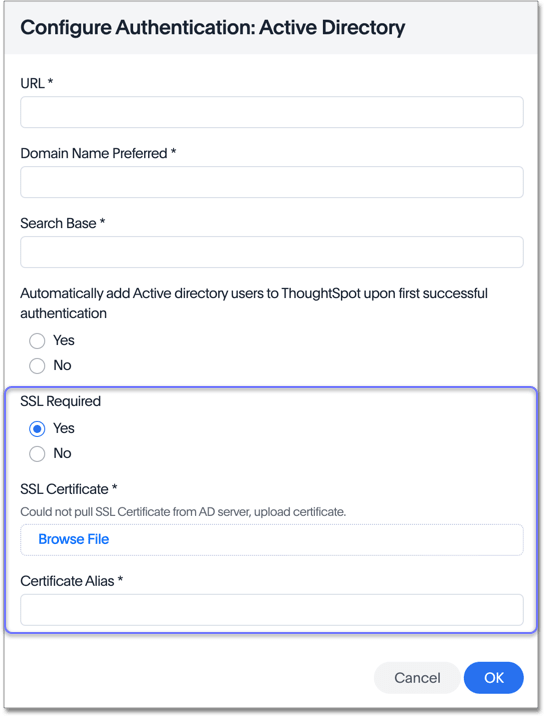 Configure Authentication: Active Directory
URL *
Domain Name Preferred *
Search Base *
Automatically add Active directory users to ThoughtSpot upon first successful
authentication
Yes
No
SSL Required
Yes
No
SSL Certificate *
Could not pull SSL Certificate from AD server, upload certificate.
Browse File
Certificate Alias *
Cancel
OK